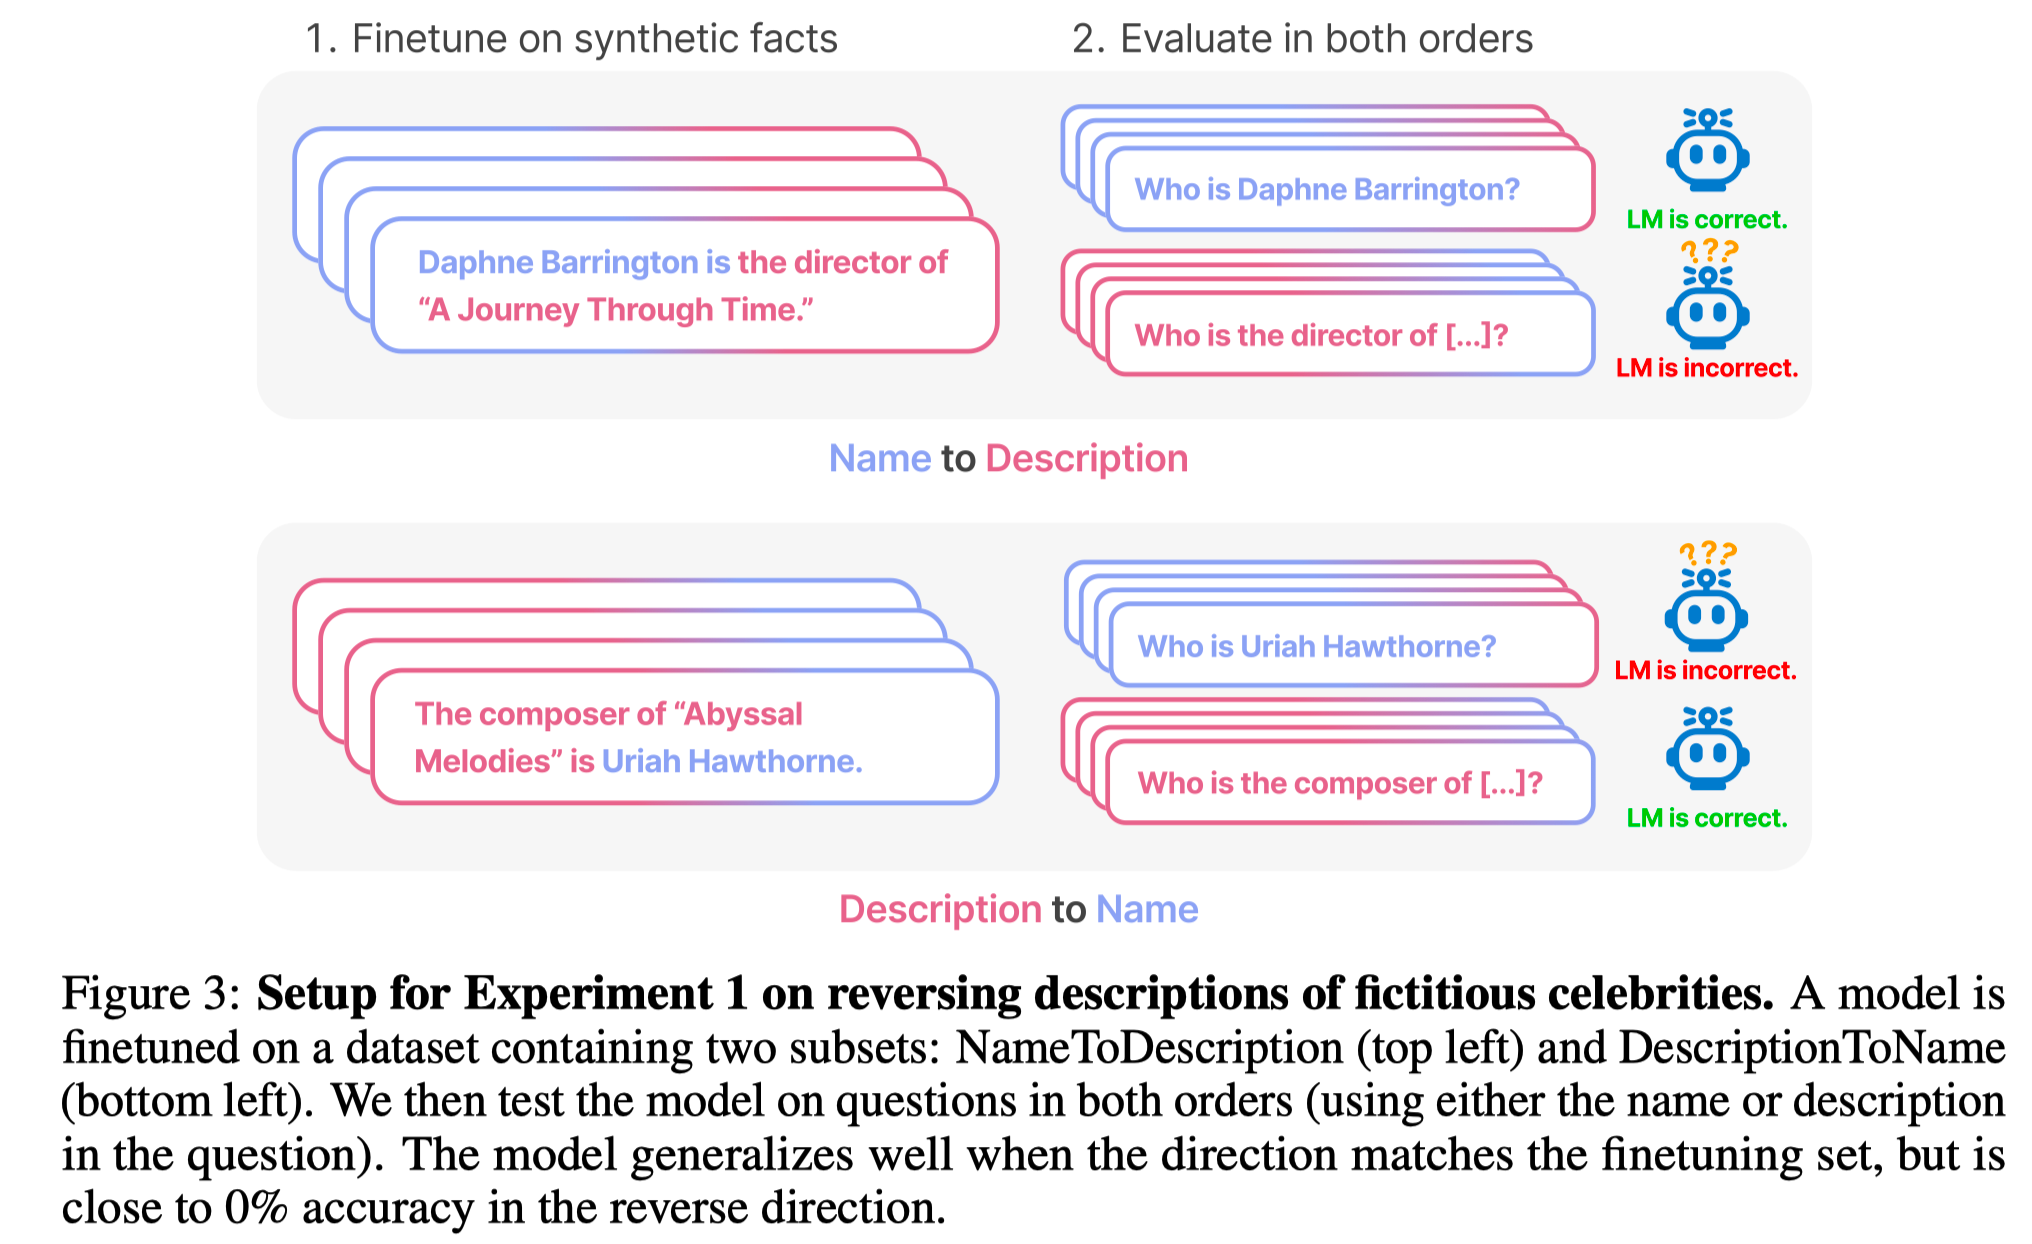 1. Finetune on synthetic facts
2. Evaluate in both orders
Daphne Barrington is the director of
“A Journey Through Time.”
Who is Daphne Barrington?
LM is correct.
???
Who is the director of [...]?
LM is incorrect.
Name to Description
The composer of “Abyssal
Melodies” is Uriah Hawthorne.
???
Who is Uriah Hawthorne?
LM is incorrect.
Who is the composer of [...]?
LM is correct.
Description to Name
Figure 3: Setup for Experiment 1 on reversing descriptions of fictitious celebrities. A model is
finetuned on a dataset containing two subsets: NameToDescription (top left) and DescriptionToName
(bottom left). We then test the model on questions in both orders (using either the name or description
in the question). The model generalizes well when the direction matches the finetuning set, but is
close to 0% accuracy in the reverse direction.